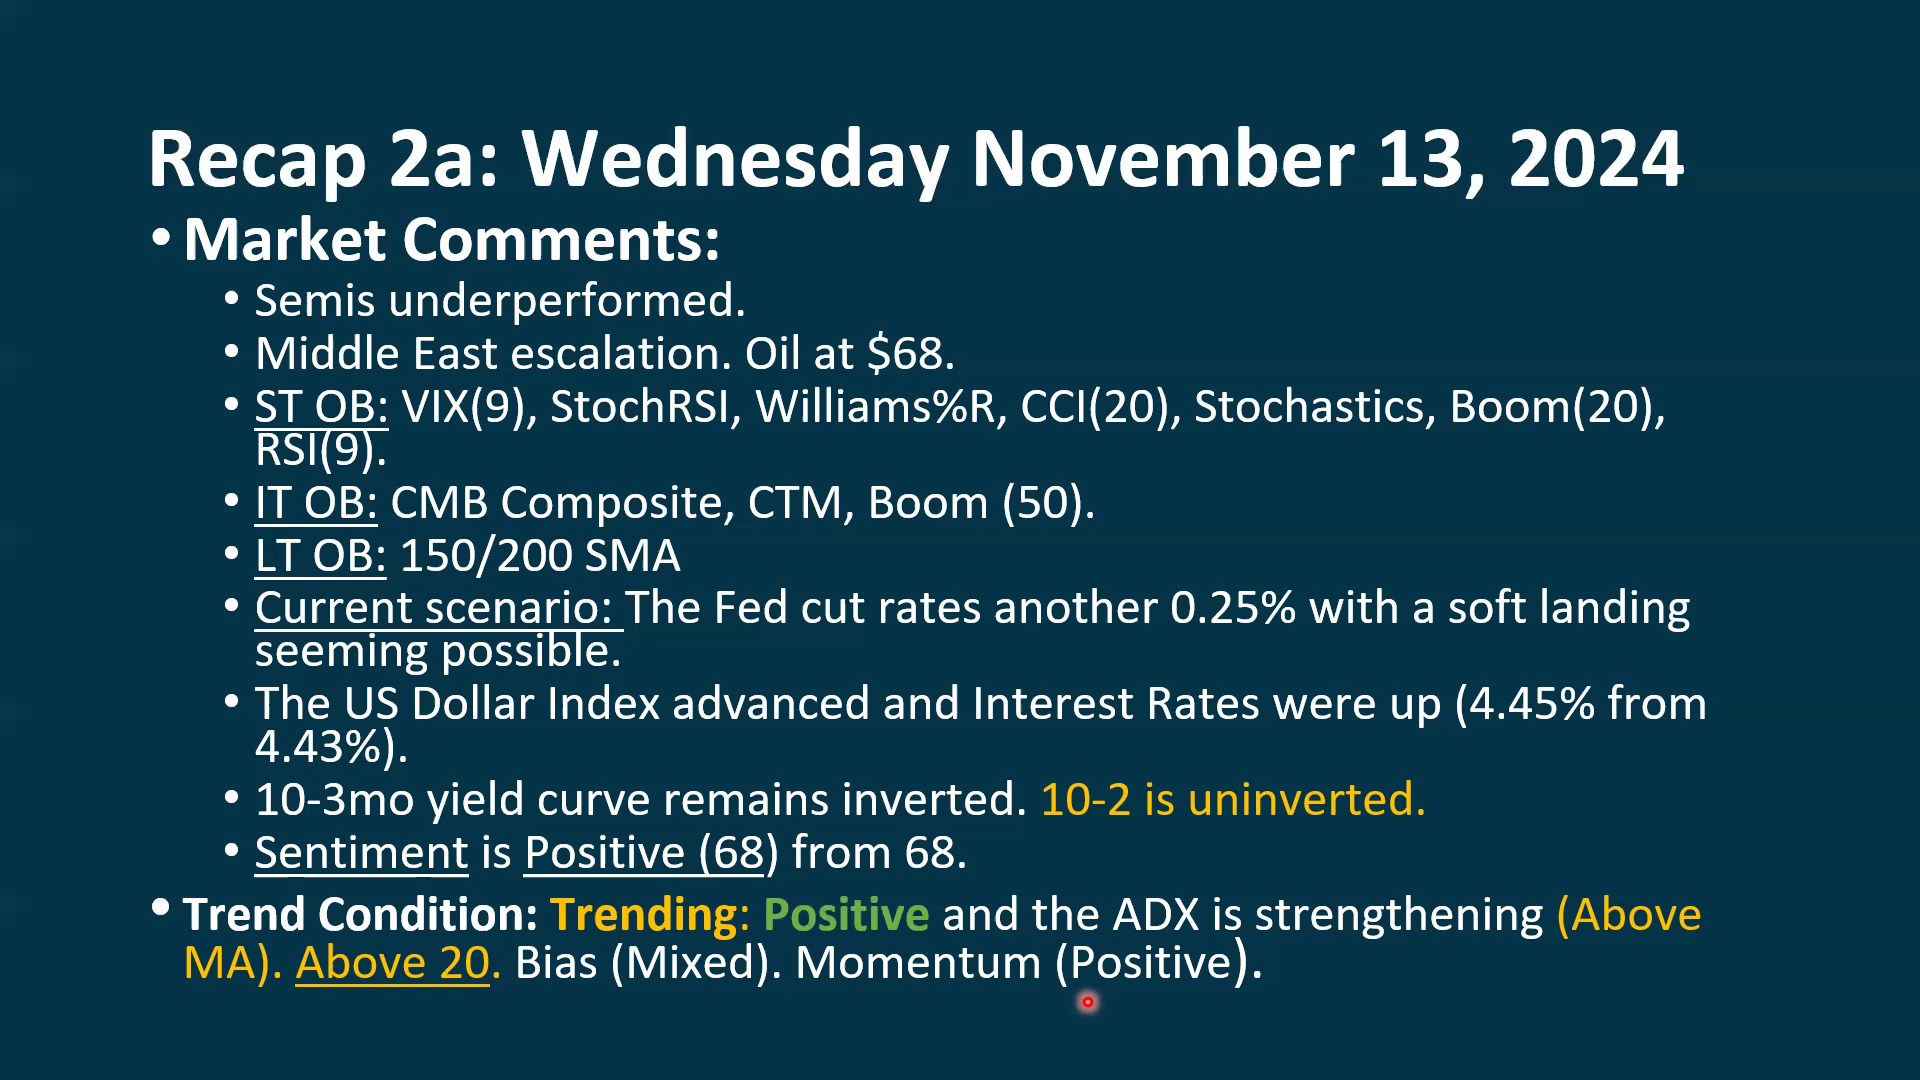 Recap 2a: Wednesday November 13, 2024
• Market Comments:
• Semis underperformed.
• Middle East escalation. Oil at $68.
• ST OB: VIX(9), StochRSI, Williams%R, CCI(20), Stochastics, Boom(20),
RSI(9).
• IT OB: CMB Composite, CTM, Boom (50).
• LT OB: 150/200 SMA
• Current scenario: The Fed cut rates another 0.25% with a soft landing
seeming possible.
• The US Dollar Index advanced and Interest Rates were up (4.45% from
4.43%).
• 10-3mo yield curve remains inverted. 10-2 is uninverted.
• Sentiment is Positive (68) from 68.
• Trend Condition: Trending: Positive and the ADX is strengthening (Above
MA). Above 20. Bias (Mixed). Momentum (Positive).